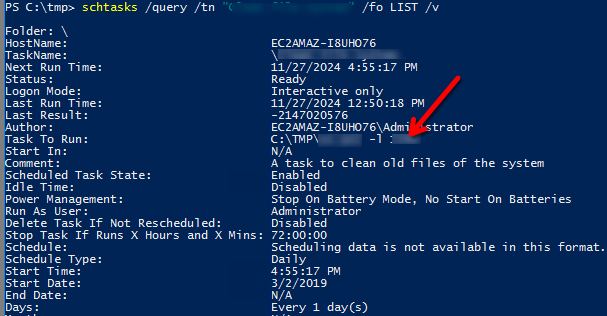 PS C:\tmp> schtasks /query /tn " " /fo LIST /v
Folder: \
HostName: EC2AMAZ-I8UHO76
TaskName: \
Next Run Time: 11/27/2024 4:55:17 PM
Status: Ready
Logon Mode: Interactive only
Last Run Time: 11/27/2024 12:50:18 PM
Last Result: -2147020576
Author: EC2AMAZ-I8UHO76\Administrator
Task To Run: C:\TMP\ -l
Start In: N/A
Comment: A task to clean old files of the system
Scheduled Task State: Enabled
Idle Time: Disabled
Power Management: Stop On Battery Mode, No Start On Batteries
Run As User: Administrator
Delete Task If Not Rescheduled: Disabled
Stop Task If Runs X Hours and X Mins: 72:00:00
Schedule: Scheduling data is not available in this format.
Schedule Type: Daily
Start Time: 4:55:17 PM
Start Date: 3/2/2019
End Date: N/A
Days: Every 1 day(s)